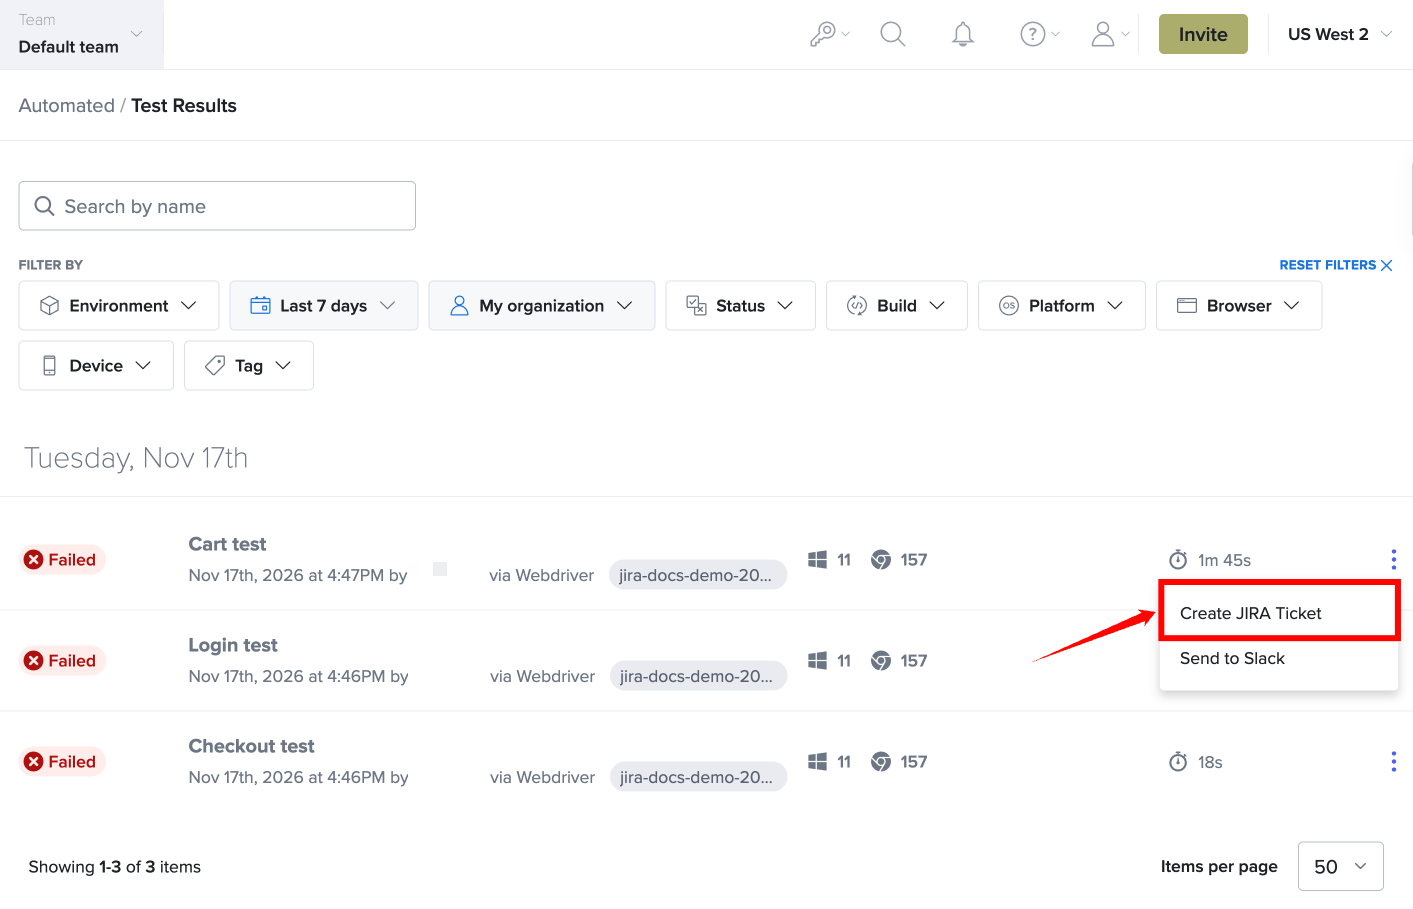 Team
Default team
Invite
US West 2
Automated / Test Results
Search by name
FILTER BY
RESET FILTERS
Environment
Last 7 days
My organization
Status
Build
Platform
Browser
Device
Tag
Tuesday, Nov 17th
Failed
Cart test
Nov 17th, 2026 at 4:47PM by
via Webdriver
jira-docs-demo-20...
11
157
1m 45s
Create JIRA Ticket
Send to Slack
Failed
Login test
Nov 17th, 2026 at 4:46PM by
via Webdriver
jira-docs-demo-20...
11
157
Failed
Checkout test
Nov 17th, 2026 at 4:46PM by
via Webdriver
jira-docs-demo-20...
11
157
18s
Showing 1-3 of 3 items
Items per page
50